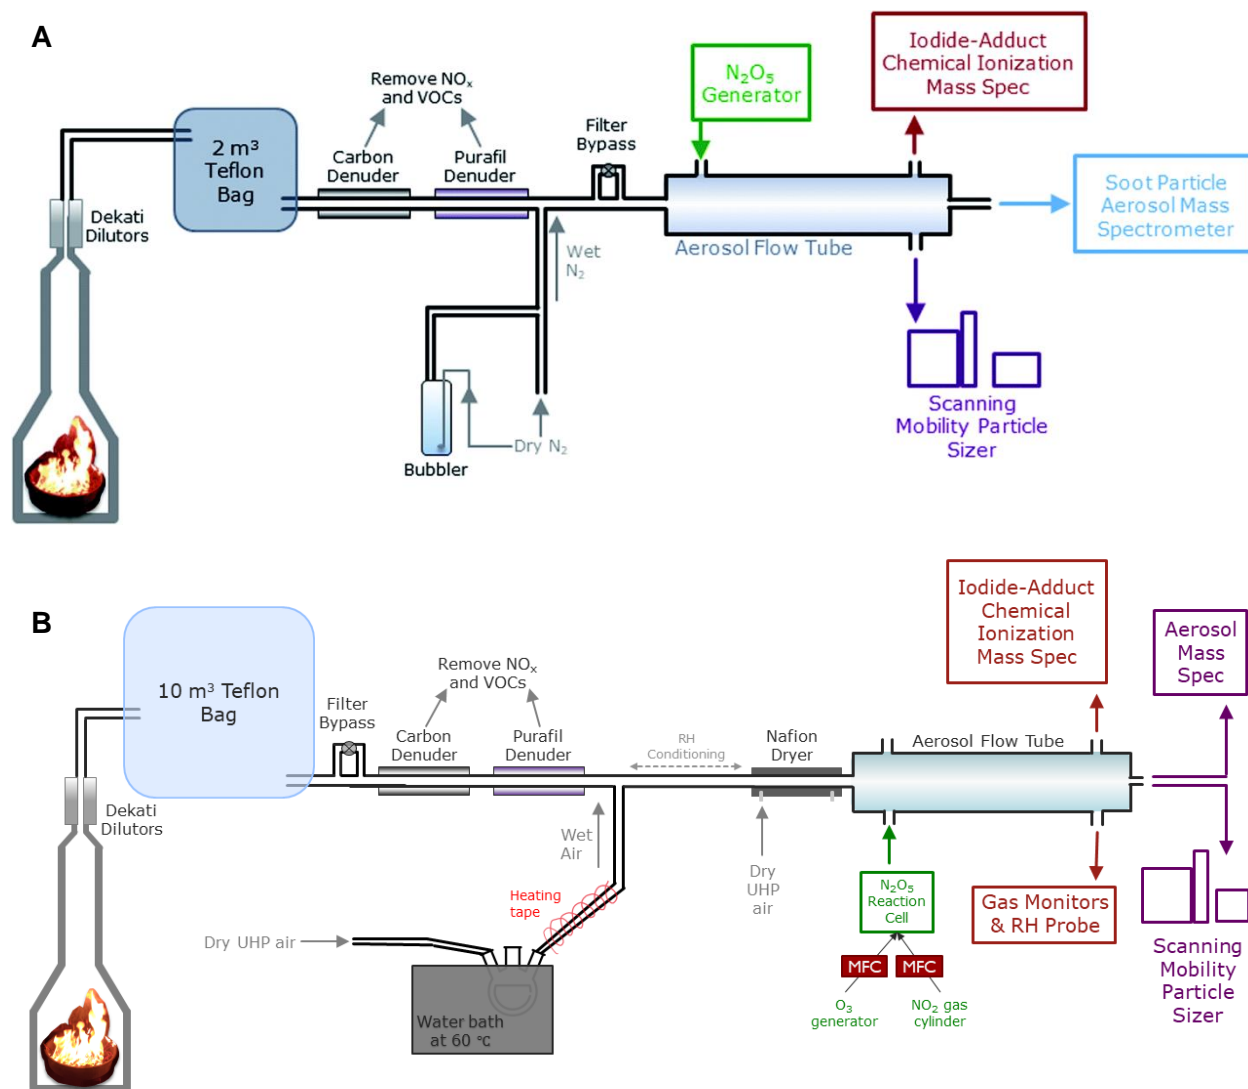 A
Remove NOₓ
and VOCs
2 m³
Teflon
Bag
Carbon
Denuder
Purafil
Denuder
Filter
Bypass
N₂O₅
Generator
Iodide-Adduct
Chemical Ionization
Mass Spec
Soot Particle
Aerosol Mass
Spectrometer
Dekati
Dilutors
Wet
N₂
Aerosol Flow Tube
Bubbler
Dry N₂
Scanning
Mobility Particle
Sizer
B
10 m³ Teflon
Bag
Filter
Bypass
Remove NOₓ
and VOCs
Carbon
Denuder
Purafil
Denuder
RH
Conditioning
Nafion
Dryer
Aerosol Flow Tube
Iodide-Adduct
Chemical
Ionization
Mass Spec
Aerosol
Mass
Spec
Dekati
Dilutors
Wet
Air
Heating
tape
Dry
UHP
air
Dry UHP air
Water bath
at 60 °C
N₂O₅
Reaction
Cell
MFC
MFC
O₃
generator
NO₂ gas
cylinder
Gas Monitors
& RH Probe
Scanning
Mobility
Particle
Sizer